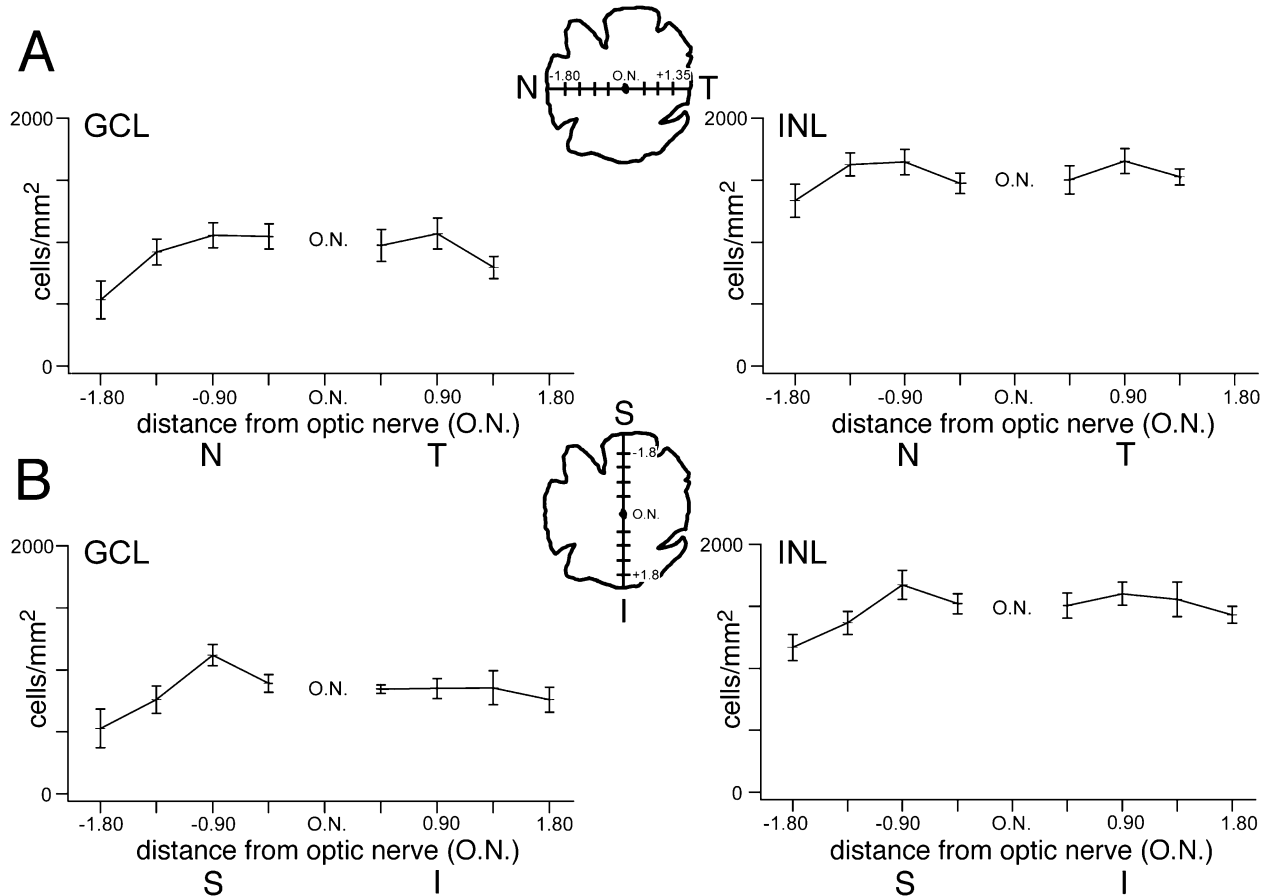 A
N
-1.80 O.N. +1.35
T
GCL
2000
0
cells/mm2
O.N.
-1.80 -0.90 O.N. 0.90 1.80
distance from optic nerve (O.N.)
N T
INL
2000
0
cells/mm2
O.N.
-1.80 -0.90 O.N. 0.90 1.80
distance from optic nerve (O.N.)
N T
B
S
-1.8
O.N.
+1.8
I
GCL
2000
0
cells/mm2
O.N.
-1.80 -0.90 O.N. 0.90 1.80
distance from optic nerve (O.N.)
S I
INL
2000
0
cells/mm2
O.N.
-1.80 -0.90 O.N. 0.90 1.80
distance from optic nerve (O.N.)
S I